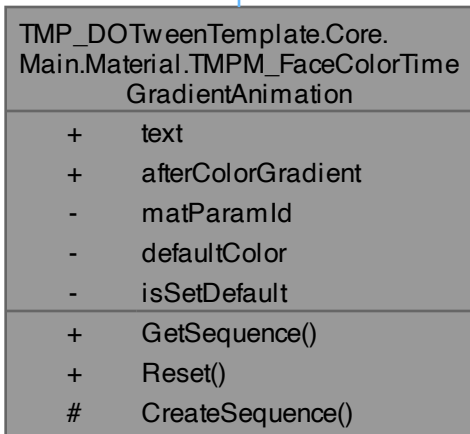 TMP_DOTweenTemplate.Core.
Main.Material.TMPM_FaceColorTime
GradientAnimation
+ text
+ afterColorGradient
- matParamId
- defaultColor
- isSetDefault
+ GetSequence()
+ Reset()
# CreateSequence()